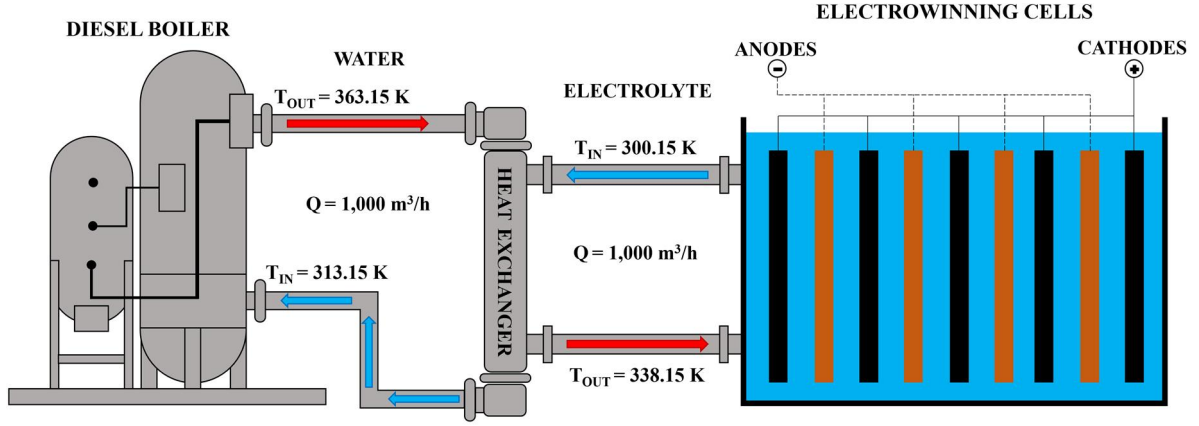 ELECTROWINNING CELLS
DIESEL BOILER
WATER
ANODES
CATHODES
-
+
T_OUT = 363.15 K
ELECTROLYTE
T_IN = 300.15 K
HEAT EXCHANGER
Q = 1,000 m³/h
Q = 1,000 m³/h
T_IN = 313.15 K
T_OUT = 338.15 K